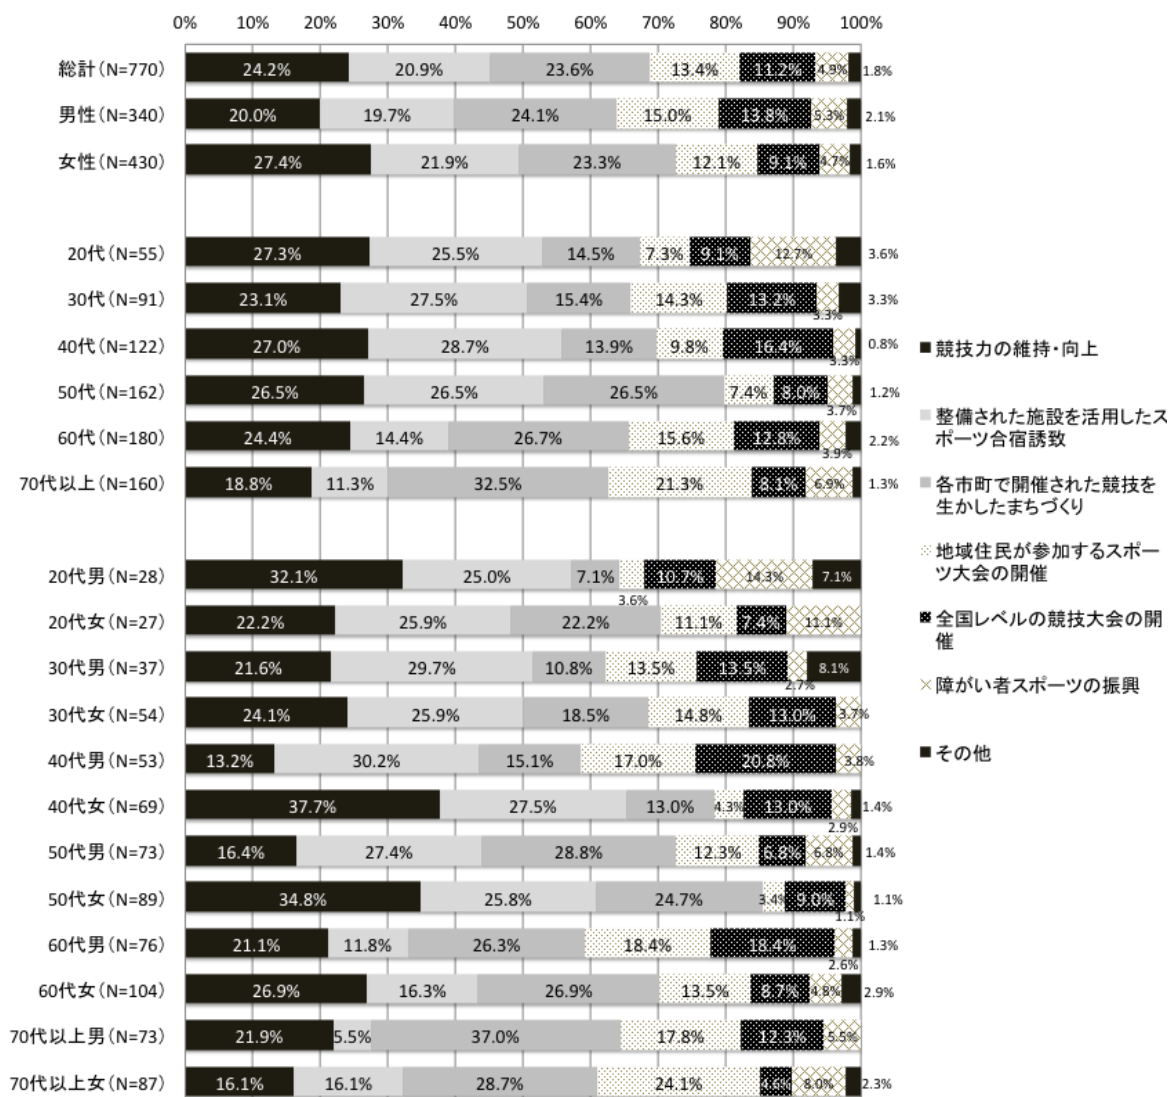 0% 10% 20% 30% 40% 50% 60% 70% 80% 90% 100%
総計(N=770) 24.2% 20.9% 23.6% 13.4% 11.2% 4.9% 1.8%
男性(N=340) 20.0% 19.7% 24.1% 15.0% 13.8% 5.3% 2.1%
女性(N=430) 27.4% 21.9% 23.3% 12.1% 9.1% 4.7% 1.6%
20代(N=55) 27.3% 25.5% 14.5% 7.3% 9.1% 12.7% 3.6%
30代(N=91) 23.1% 27.5% 15.4% 14.3% 13.2% 3.3% 3.3%
40代(N=122) 27.0% 28.7% 13.9% 9.8% 16.4% 3.3% 0.8%
50代(N=162) 26.5% 26.5% 26.5% 7.4% 8.0% 3.7% 1.2%
60代(N=180) 24.4% 14.4% 26.7% 15.6% 12.8% 3.9% 2.2%
70代以上(N=160) 18.8% 11.3% 32.5% 21.3% 8.1% 6.9% 1.3%
20代男(N=28) 32.1% 25.0% 7.1% 3.6% 10.7% 14.3% 7.1%
20代女(N=27) 22.2% 25.9% 22.2% 11.1% 7.4% 11.1%
30代男(N=37) 21.6% 29.7% 10.8% 13.5% 13.5% 2.7% 8.1%
30代女(N=54) 24.1% 25.9% 18.5% 14.8% 13.0% 3.7%
40代男(N=53) 13.2% 30.2% 15.1% 17.0% 20.8% 3.8%
40代女(N=69) 37.7% 27.5% 13.0% 4.3% 13.0% 2.9% 1.4%
50代男(N=73) 16.4% 27.4% 28.8% 12.3% 6.8% 6.8% 1.4%
50代女(N=89) 34.8% 25.8% 24.7% 3.4% 9.0% 1.1% 1.1%
60代男(N=76) 21.1% 11.8% 26.3% 18.4% 18.4% 2.6% 1.3%
60代女(N=104) 26.9% 16.3% 26.9% 13.5% 8.7% 4.8% 2.9%
70代以上男(N=73) 21.9% 5.5% 37.0% 17.8% 12.3% 5.5%
70代以上女(N=87) 16.1% 16.1% 28.7% 24.1% 4.6% 8.0% 2.3%
競技力の維持・向上
整備された施設を活用したス
ポーツ合宿誘致
各市町で開催された競技を
生かしたまちづくり
地域住民が参加するスポー
ツ大会の開催
全国レベルの競技大会の開
催
障がい者スポーツの振興
その他